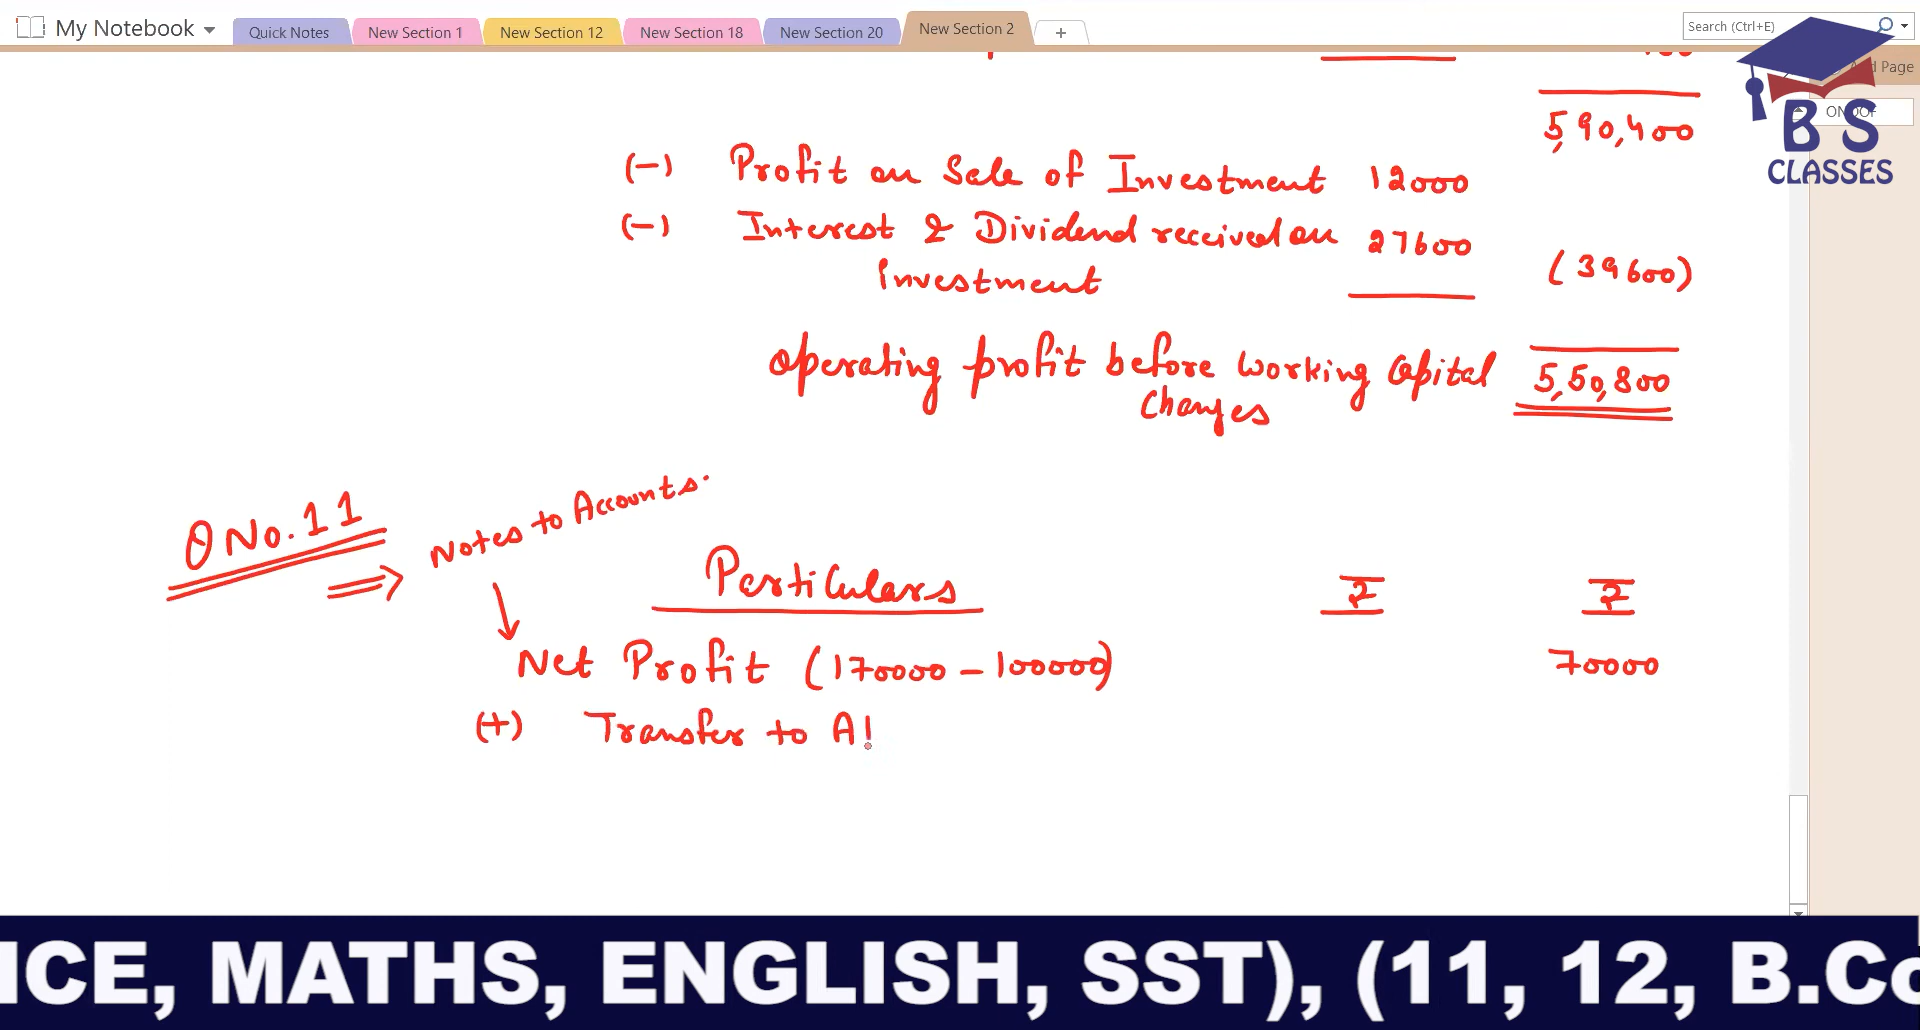 My Notebook
Quick Notes
New Section 1
New Section 12
New Section 18
New Section 20
New Section 2
Search (Ctrl+E)
Page
BS
CLASSES
5,90,400
(-) Profit on Sale of Investment 12000
(-) Interest & Dividend received on 27600
Investment (39600)
Operating profit before working Capital 5,50,800
Changes
Q No. 11
Notes to Accounts.
Particulars ₹ ₹
Net Profit (170000 - 100000) 70000
(+) Transfer to A
ICE, MATHS, ENGLISH, SST), (11, 12, B.Co